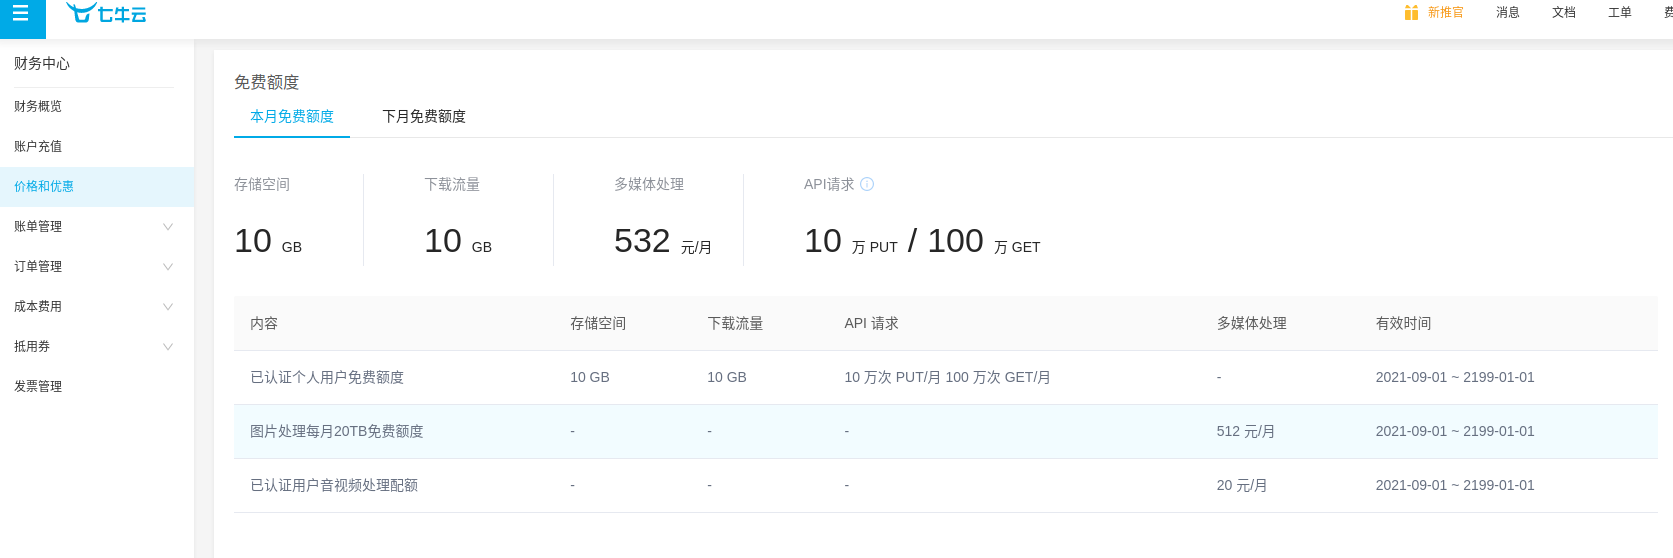 七牛云
新推官 消息 文档 工单
财务中心
财务概览
账户充值
价格和优惠
账单管理
订单管理
成本费用
抵用券
发票管理
免费额度
本月免费额度 下月免费额度
存储空间 下载流量 多媒体处理 API请求
10 GB 10 GB 532 元/月 10 万 PUT / 100 万 GET
内容 存储空间 下载流量 API 请求 多媒体处理 有效时间
已认证个人用户免费额度 10 GB 10 GB 10 万次 PUT/月 100 万次 GET/月 - 2021-09-01 ~ 2199-01-01
图片处理每月20TB免费额度 - - - 512 元/月 2021-09-01 ~ 2199-01-01
已认证用户音视频处理配额 - - - 20 元/月 2021-09-01 ~ 2199-01-01